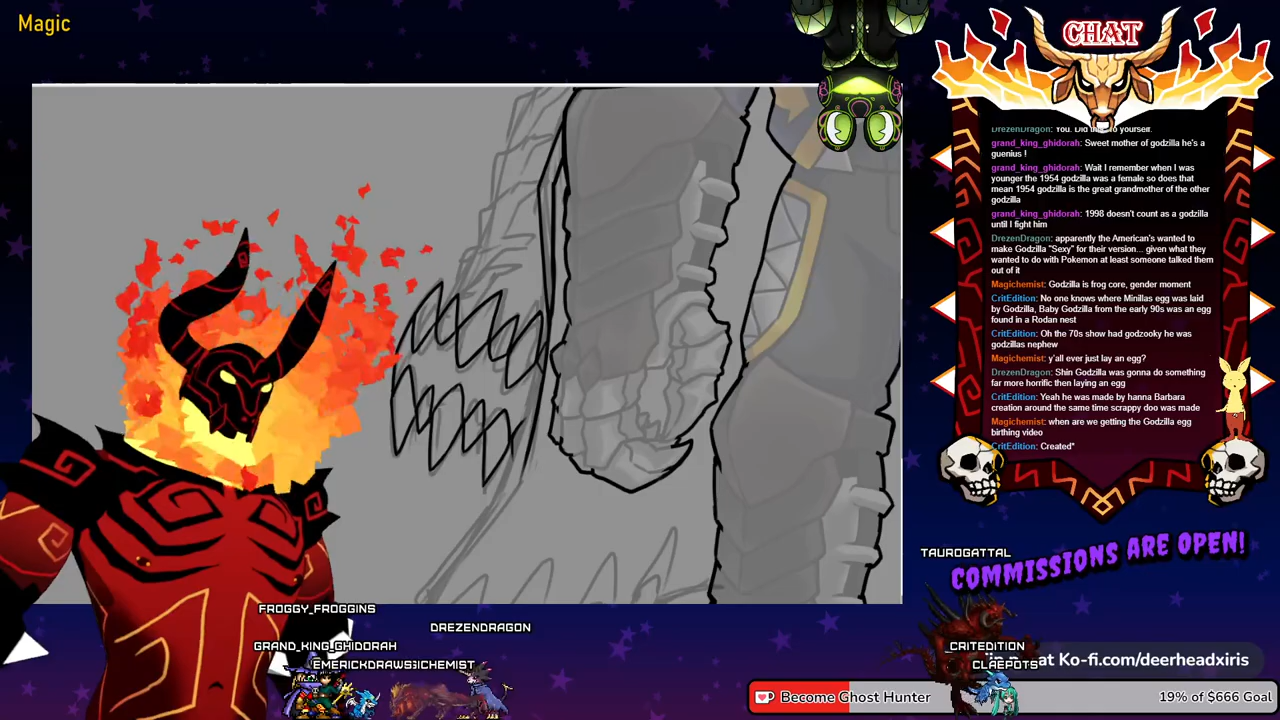 Magic
CHAT
DrezenDragon: You. Did this to yourself.
grand_king_ghidorah: Sweet mother of godzilla he's a
guenius !
grand_king_ghidorah: Wait I remember when I was
younger the 1954 godzilla was a female so does that
mean 1954 godzilla is the great grandmother of the other
godzilla
grand_king_ghidorah: 1998 doesn't count as a godzilla
until I fight him
DrezenDragon: apparently the American's wanted to
make Godzilla "Sexy" for their version... given what they
wanted to do with Pokemon at least someone talked them
out of it
Magichemist: Godzilla is frog core, gender moment
CritEdition: No one knows where Minillas egg was laid
by Godzilla, Baby Godzilla from the early 90s was an egg
found in a Rodan nest
CritEdition: Oh the 70s show had godzooky he was
godzillas nephew
Magichemist: y'all ever just lay an egg?
DrezenDragon: Shin Godzilla was gonna do something
far more horrific then laying an egg
CritEdition: Yeah he was made by hanna Barbara
creation around the same time scrappy doo was made
Magichemist: when are we getting the Godzilla egg
birthing video
CritEdition: Created*
TAUROGATTAL
COMMISSIONS ARE OPEN!
FROGGY_FROGGINS
DREZENDRAGON
GRAND_KING_GHIDORAH
EMERICKDRAWS
ICHEMIST
CRITEDITION
CLAEPOTS
at Ko-fi.com/deerheadxiris
Become Ghost Hunter
19% of $666 Goal